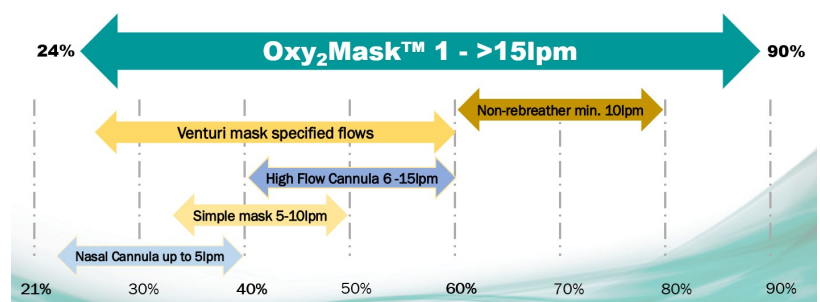 24% Oxy₂Mask™ 1 - >15lpm 90%
Non-rebreather min. 10lpm
Venturi mask specified flows
High Flow Cannula 6 -15lpm
Simple mask 5-10lpm
Nasal Cannula up to 5lpm
21% 30% 40% 50% 60% 70% 80% 90%